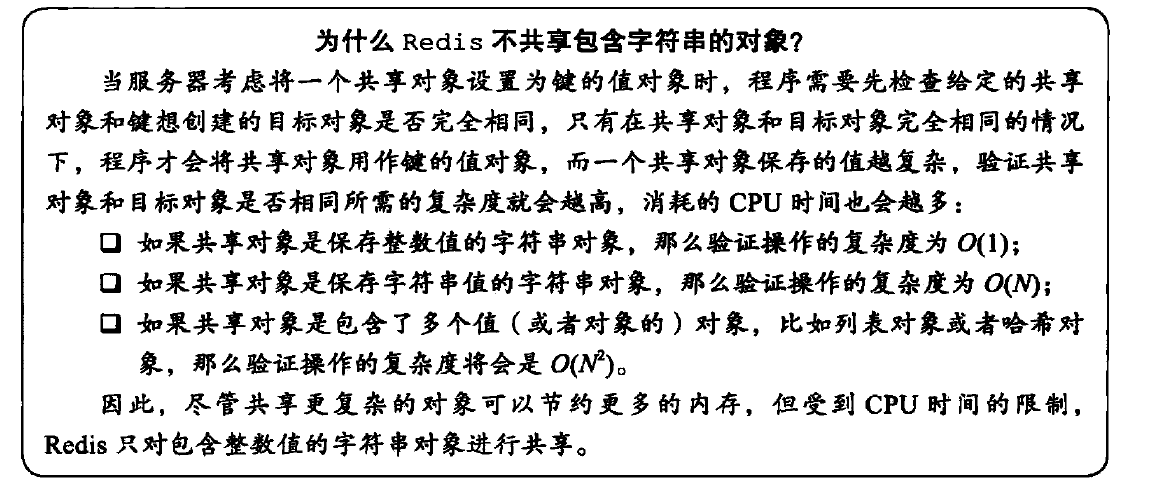 为什么 Redis 不共享包含字符串的对象?
当服务器考虑将一个共享对象设置为键的值对象时，程序需要先检查给定的共享
对象和键想创建的目标对象是否完全相同，只有在共享对象和目标对象完全相同的情况
下，程序才会将共享对象用作键的值对象，而一个共享对象保存的值越复杂，验证共享
对象和目标对象是否相同所需的复杂度就会越高，消耗的 CPU 时间也会越多：
❑ 如果共享对象是保存整数值的字符串对象，那么验证操作的复杂度为 O(1)；
❑ 如果共享对象是保存字符串值的字符串对象，那么验证操作的复杂度为 O(N)；
❑ 如果共享对象是包含了多个值（或者对象的）对象，比如列表对象或者哈希对
象，那么验证操作的复杂度将会是 O(N²)。
因此，尽管共享更复杂的对象可以节约更多的内存，但受到 CPU 时间的限制，
Redis 只对包含整数值的字符串对象进行共享。